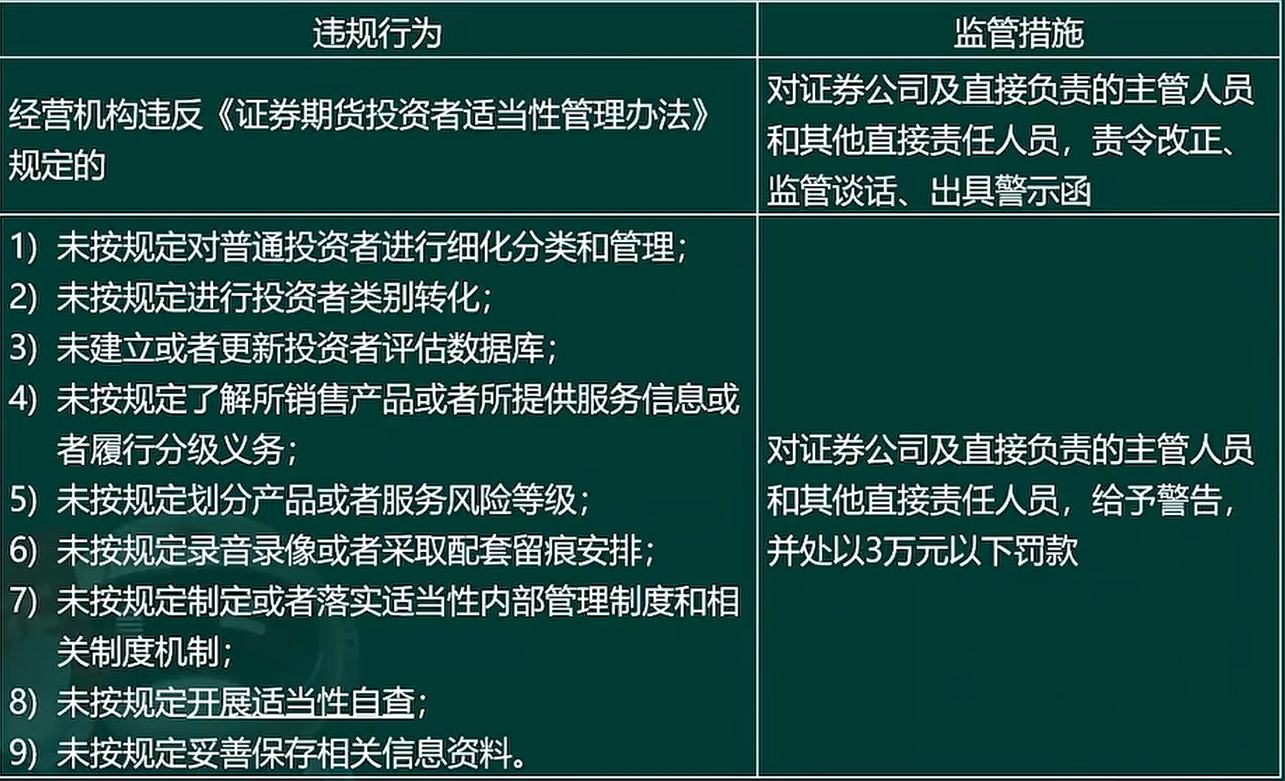 违规行为
监管措施
经营机构违反《证券期货投资者适当性管理办法》
规定的
对证券公司及直接负责的主管人员
和其他直接责任人员，责令改正、
监管谈话、出具警示函
1）未按规定对普通投资者进行细化分类和管理；
2）未按规定进行投资者类别转化；
3）未建立或者更新投资者评估数据库；
4）未按规定了解所销售产品或者所提供服务信息或
者履行分级义务；
5）未按规定划分产品或者服务风险等级；
6）未按规定录音录像或者采取配套留痕安排；
7）未按规定制定或者落实适当性内部管理制度和相
关制度机制；
8）未按规定开展适当性自查；
9）未按规定妥善保存相关信息资料。
对证券公司及直接负责的主管人员
和其他直接责任人员，给予警告，
并处以3万元以下罚款